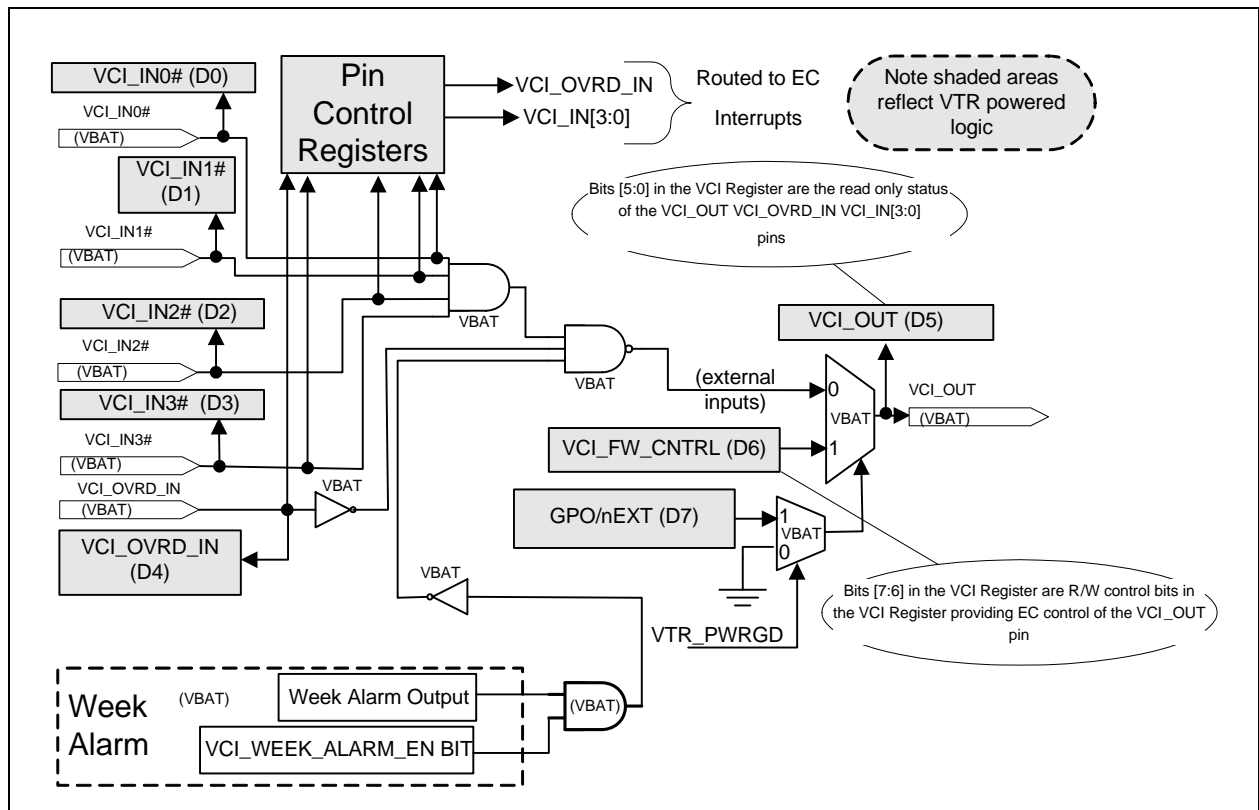 VCI_IN0# (D0)
VCI_IN0#
(VBAT)
VCI_IN1#
(D1)
VCI_IN1#
(VBAT)
VCI_IN2# (D2)
VCI_IN2#
(VBAT)
VCI_IN3# (D3)
VCI_IN3#
(VBAT)
VCI_OVRD_IN
(VBAT)
VCI_OVRD_IN
(D4)
Pin
Control
Registers
VCI_OVRD_IN
VCI_IN[3:0]
Routed to EC
Interrupts
Note shaded areas
reflect VTR powered
logic
Bits [5:0] in the VCI Register are the read only status
of the VCI_OUT VCI_OVRD_IN VCI_IN[3:0]
pins
VBAT
VBAT
VBAT
VBAT
(external
inputs)
VCI_OUT (D5)
0
VBAT
1
VCI_OUT
(VBAT)
VCI_FW_CNTRL (D6)
GPO/nEXT (D7)
1
VBAT
0
VTR_PWRGD
Bits [7:6] in the VCI Register are R/W control bits in
the VCI Register providing EC control of the VCI_OUT
pin
Week
Alarm
(VBAT)
Week Alarm Output
VCI_WEEK_ALARM_EN BIT
(VBAT)